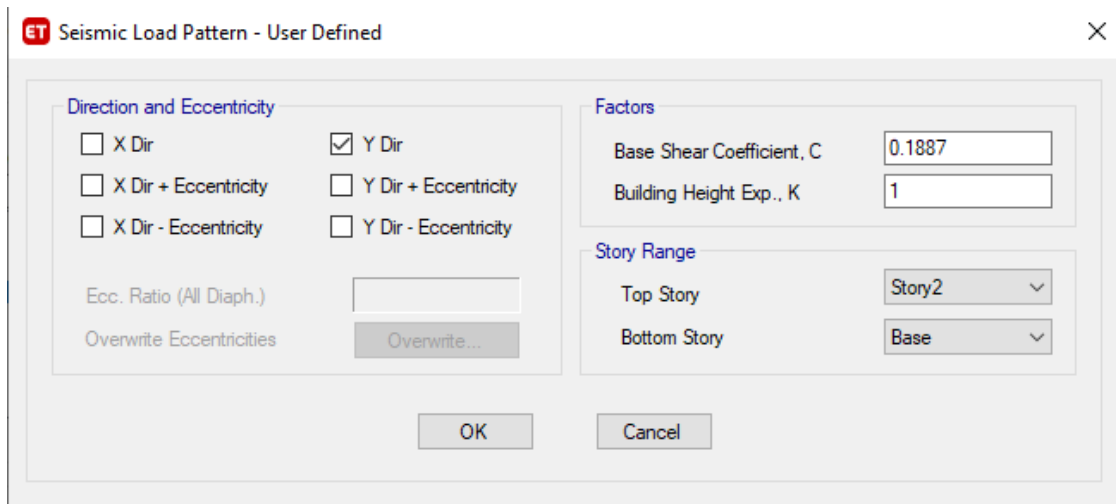 ET Seismic Load Pattern - User Defined
Direction and Eccentricity
X Dir
Y Dir
X Dir + Eccentricity
Y Dir + Eccentricity
X Dir - Eccentricity
Y Dir - Eccentricity
Ecc. Ratio (All Diaph.)
Overwrite Eccentricities
Overwrite...
Factors
Base Shear Coefficient, C
0.1887
Building Height Exp., K
1
Story Range
Top Story
Story2
Bottom Story
Base
OK
Cancel